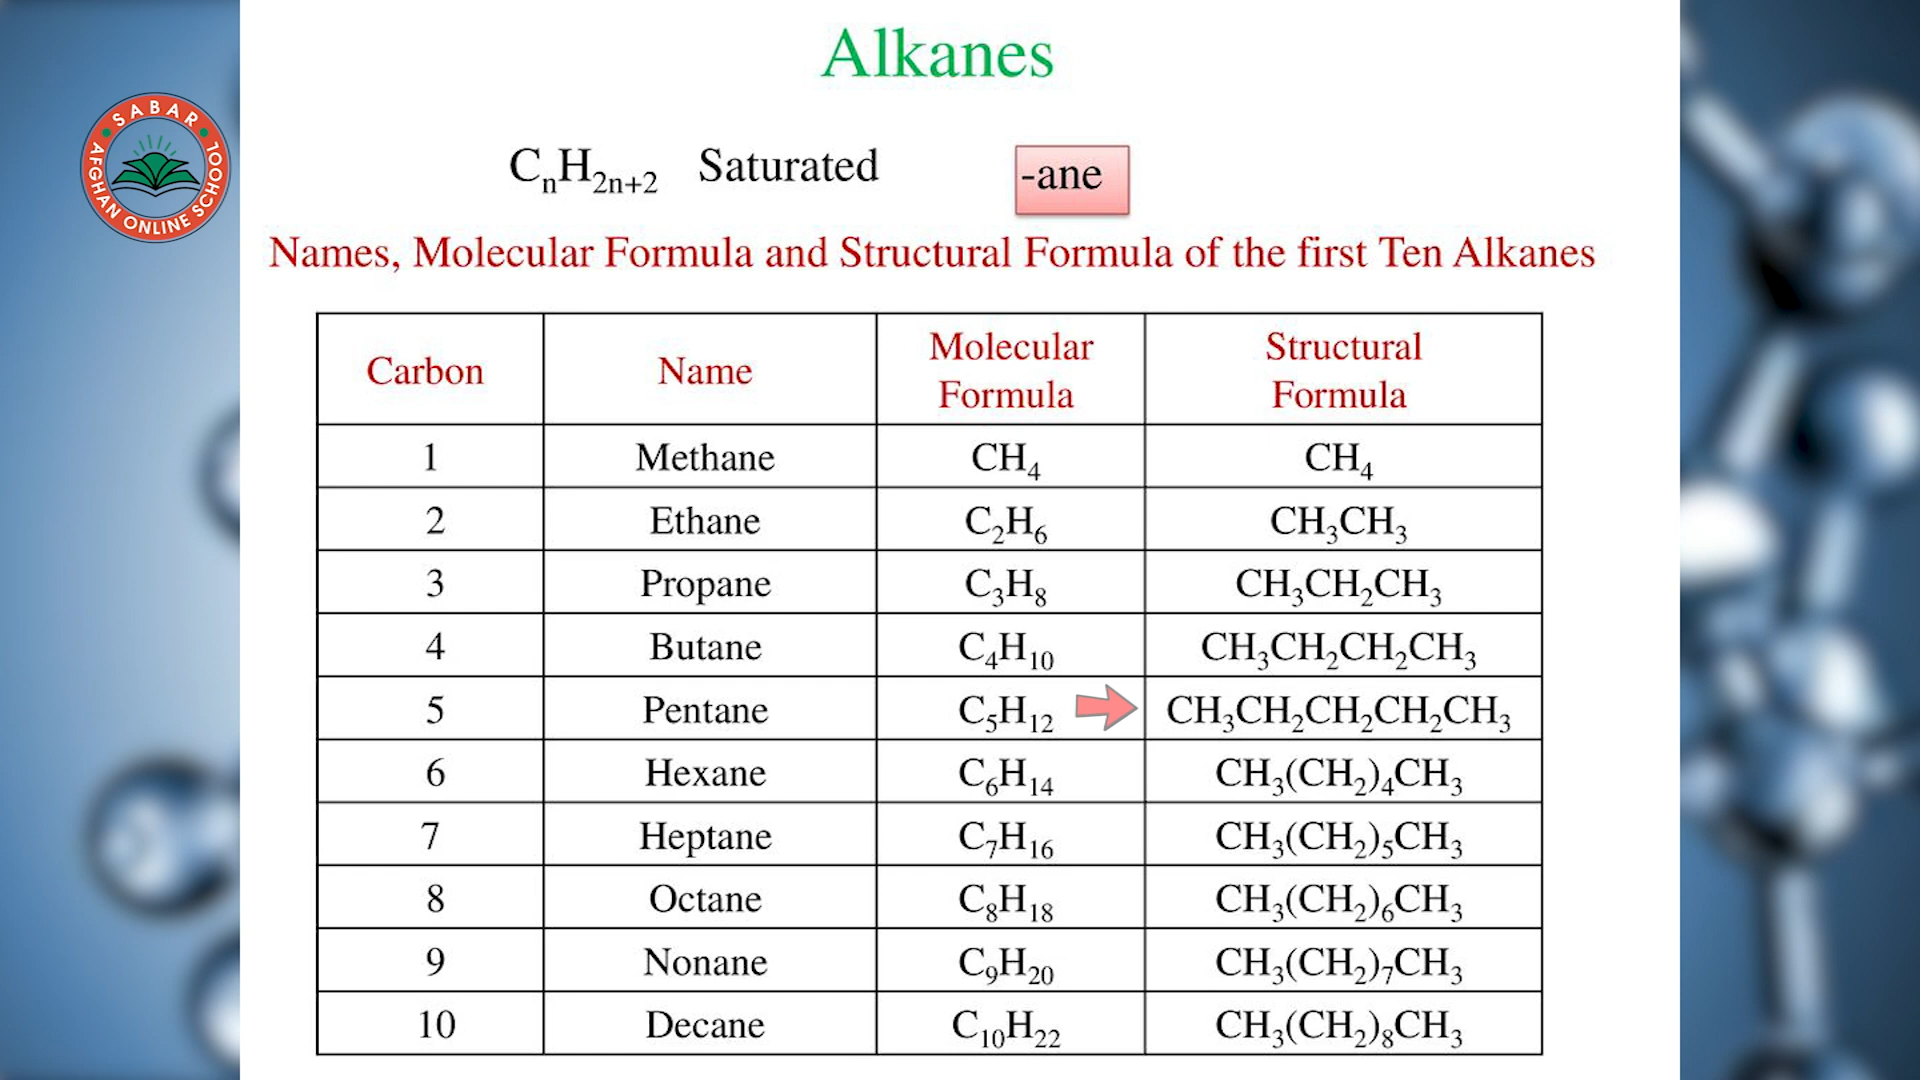 Alkanes
SABAR
AFGHAN ONLINE SCHOOL
CₙH₂ₙ₊₂ Saturated -ane
Names, Molecular Formula and Structural Formula of the first Ten Alkanes
Carbon Name Molecular Formula Structural Formula
1 Methane CH₄ CH₄
2 Ethane C₂H₆ CH₃CH₃
3 Propane C₃H₈ CH₃CH₂CH₃
4 Butane C₄H₁₀ CH₃CH₂CH₂CH₃
5 Pentane C₅H₁₂ CH₃CH₂CH₂CH₂CH₃
6 Hexane C₆H₁₄ CH₃(CH₂)₄CH₃
7 Heptane C₇H₁₆ CH₃(CH₂)₅CH₃
8 Octane C₈H₁₈ CH₃(CH₂)₆CH₃
9 Nonane C₉H₂₀ CH₃(CH₂)₇CH₃
10 Decane C₁₀H₂₂ CH₃(CH₂)₈CH₃